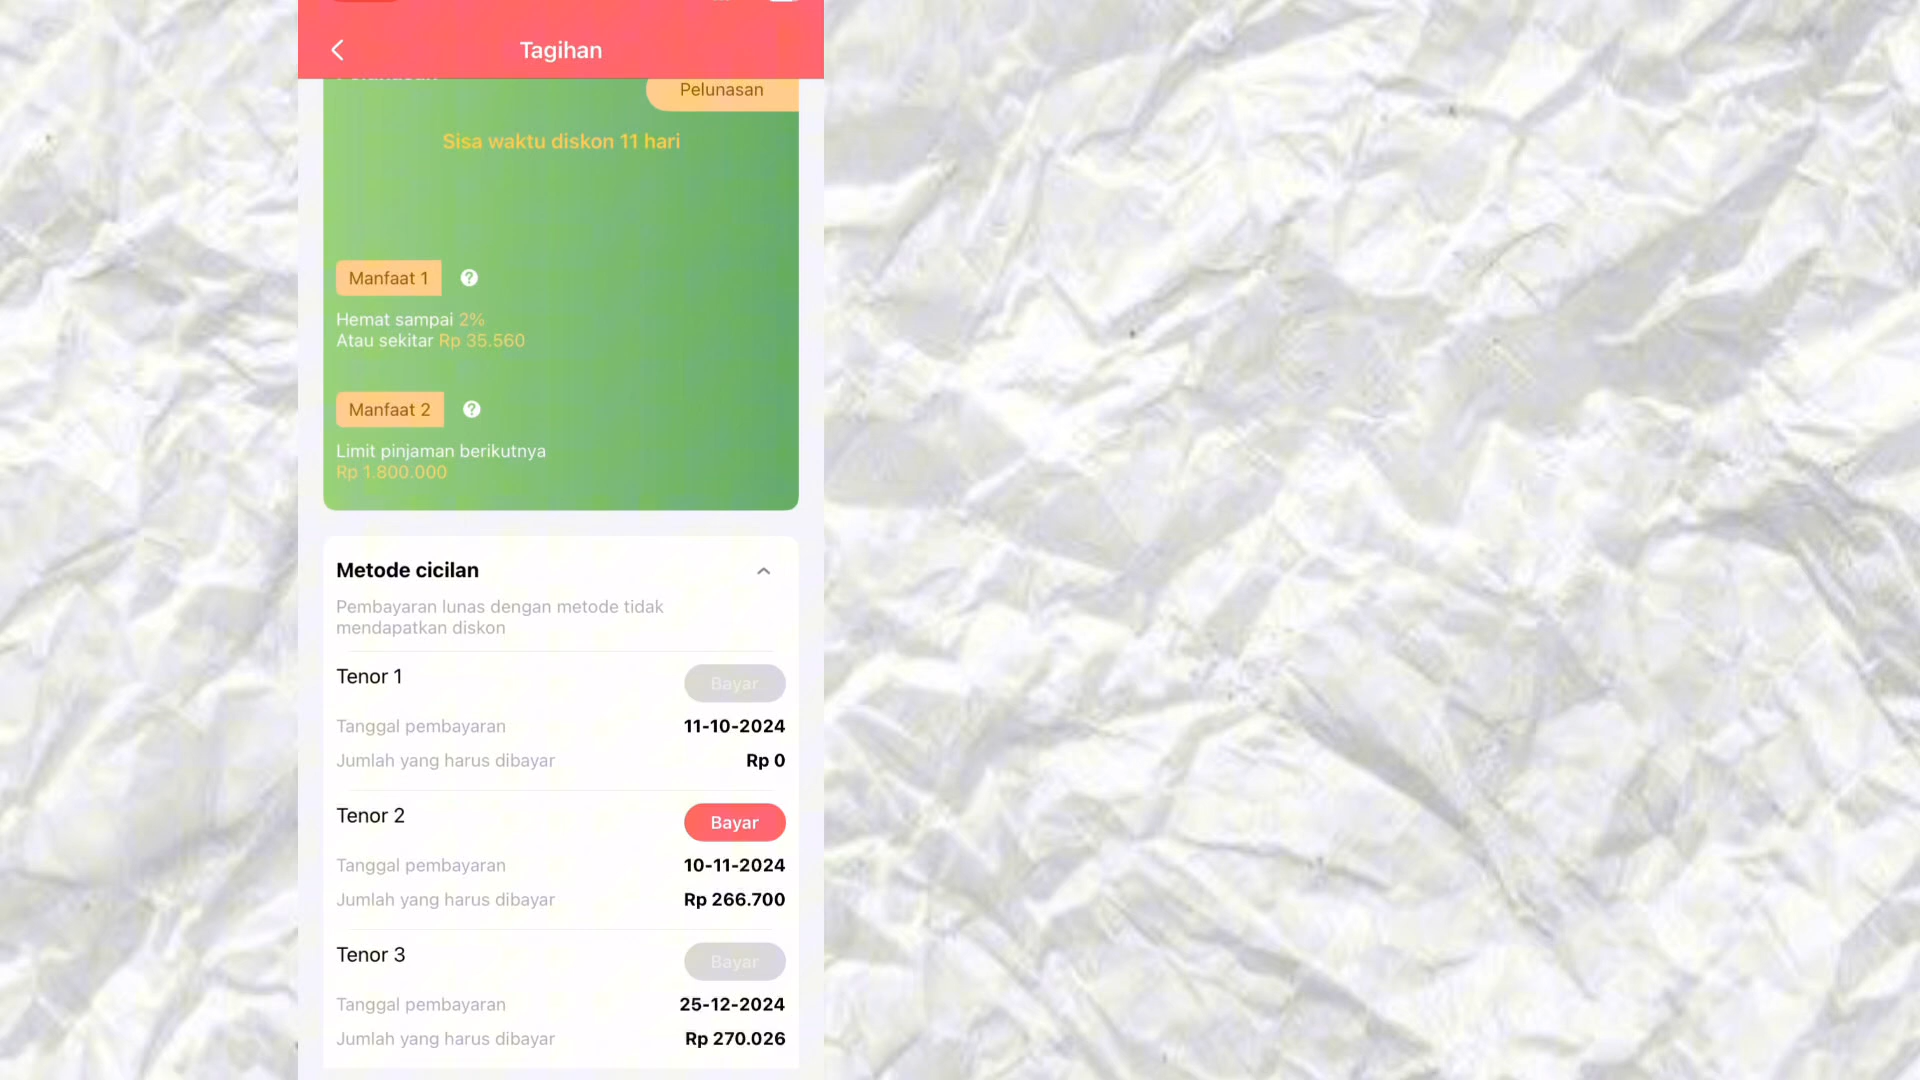 Tagihan
Pelunasan
Sisa waktu diskon 11 hari
Manfaat 1 ?
Hemat sampai 2%
Atau sekitar Rp 35.560
Manfaat 2 ?
Limit pinjaman berikutnya
Rp 1.800.000
Metode cicilan
Pembayaran lunas dengan metode tidak
mendapatkan diskon
Tenor 1 Bayar
Tanggal pembayaran 11-10-2024
Jumlah yang harus dibayar Rp 0
Tenor 2 Bayar
Tanggal pembayaran 10-11-2024
Jumlah yang harus dibayar Rp 266.700
Tenor 3 Bayar
Tanggal pembayaran 25-12-2024
Jumlah yang harus dibayar Rp 270.026